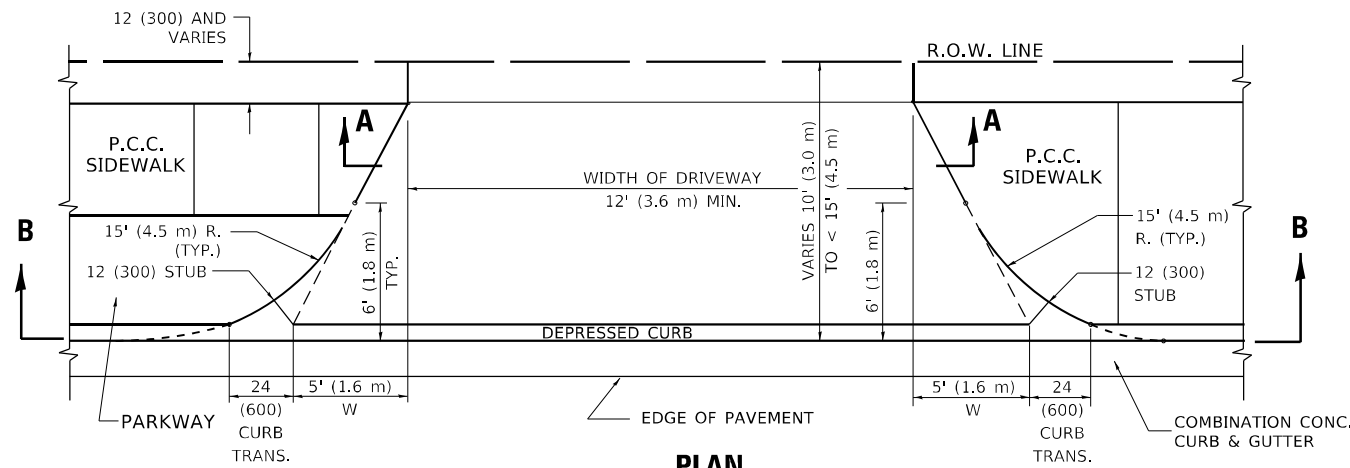 12 (300) AND
VARIES
R.O.W. LINE
A
A
P.C.C.
SIDEWALK
P.C.C.
SIDEWALK
WIDTH OF DRIVEWAY
12' (3.6 m) MIN.
VARIES 10' (3.0 m)
TO < 15' (4.5 m)
B
B
15' (4.5 m) R.
(TYP.)
15' (4.5 m)
R. (TYP.)
12 (300) STUB
12 (300)
STUB
6' (1.8 m)
TYP.
6' (1.8 m)
DEPRESSED CURB
24
(600)
CURB
TRANS.
5' (1.6 m)
W
5' (1.6 m)
W
24
(600)
CURB
TRANS.
PARKWAY
EDGE OF PAVEMENT
COMBINATION CONC.
CURB & GUTTER
PLAN